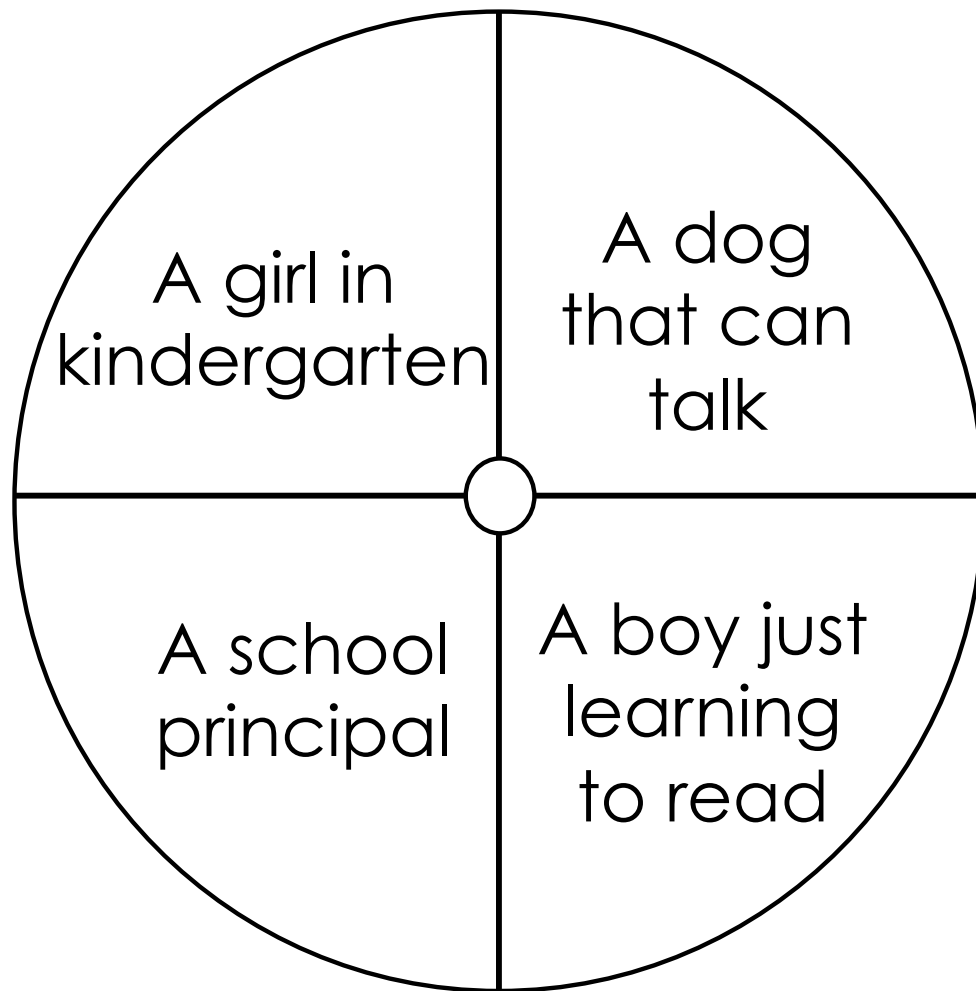 A girl in
kindergarten
A dog
that can
talk
A school
principal
A boy just
learning
to read